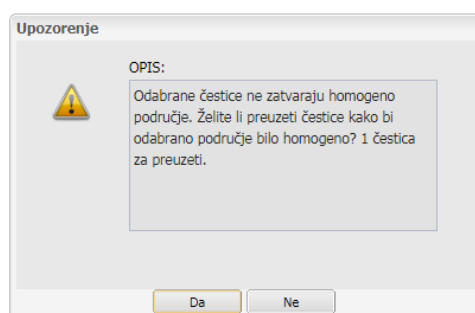 Upozorenje
OPIS:
Odabrane čestice ne zatvaraju homogeno
područje. Želite li preuzeti čestice kako bi
odabrano područje bilo homogeno? 1 čestica
za preuzeti.
Da
Ne